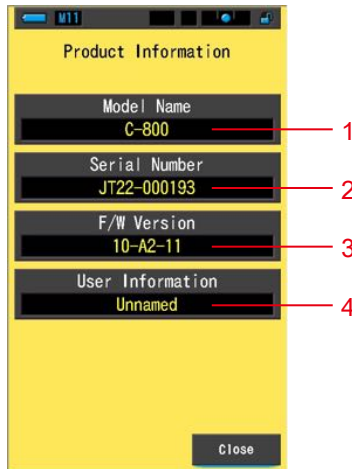 M11
Product Information
Model Name
C-800
1
Serial Number
JT22-000193
2
F/W Version
10-A2-11
3
User Information
Unnamed
4
Close